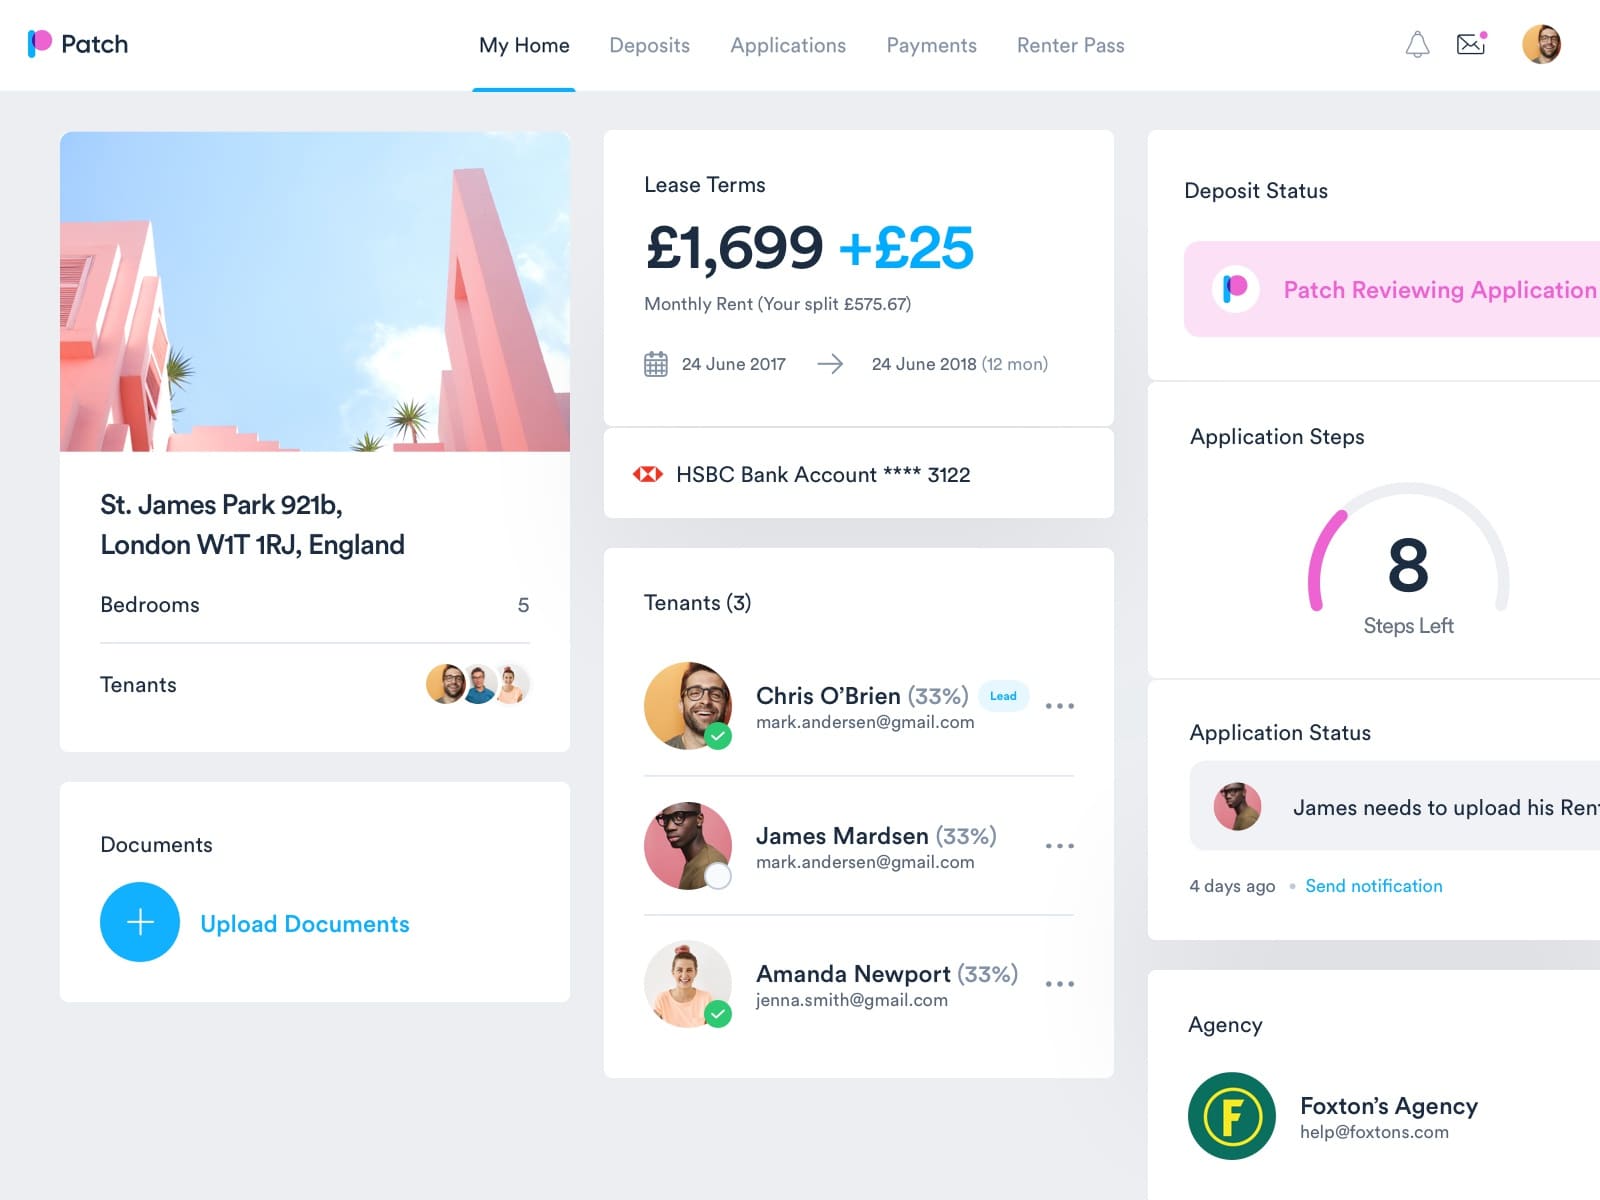 Patch
My Home
Deposits
Applications
Payments
Renter Pass
St. James Park 921b,
London W1T 1RJ, England
Bedrooms 5
Tenants
Documents
Upload Documents
Lease Terms
£1,699 +£25
Monthly Rent (Your split £575.67)
24 June 2017
24 June 2018 (12 mon)
HSBC Bank Account **** 3122
Tenants (3)
Chris O’Brien (33%) Lead
mark.andersen@gmail.com
James Mardsen (33%)
mark.andersen@gmail.com
Amanda Newport (33%)
jenna.smith@gmail.com
Deposit Status
Patch Reviewing Application
Application Steps
8
Steps Left
Application Status
James needs to upload his
4 days ago • Send notification
Agency
F
Foxton’s Agency
help@foxtons.com